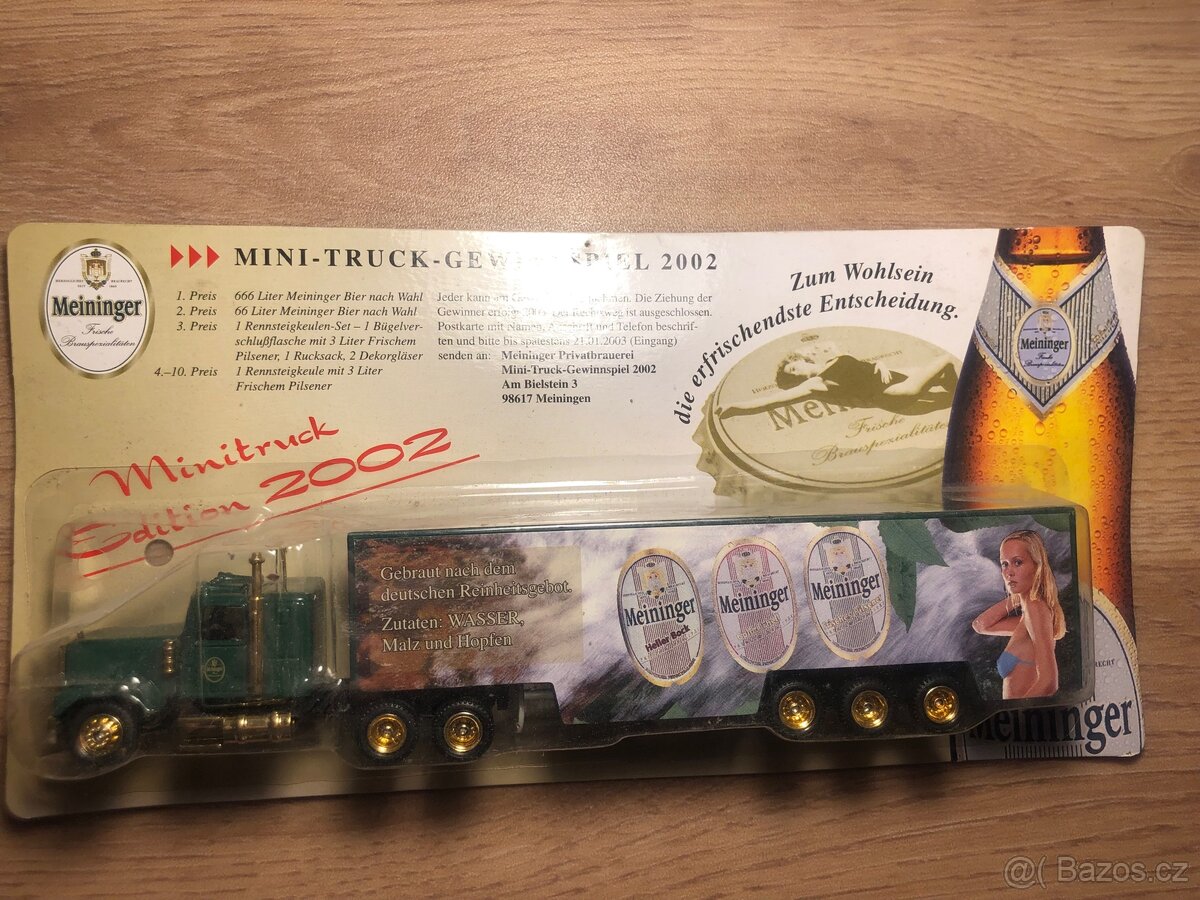 Meininger
Frische
Brauspezialitäten
MINI-TRUCK-GEW SPIEL 2002
1. Preis 666 Liter Meininger Bier nach Wahl
2. Preis 66 Liter Meininger Bier nach Wahl
3. Preis 1 Rennsteigkeulen-Set – 1 Bügelver-
schlußflasche mit 3 Liter Frischem
Pilsener, 1 Rucksack, 2 Dekorgläser
4.–10. Preis 1 Rennsteigkeule mit 3 Liter
Frischem Pilsener
Jeder kann am Die Ziehung der
Gewinner erfolgt Der Rechtsweg ist ausgeschlossen.
Postkarte mit Namen, und Telefon beschrif-
ten und bitte bis spätestens 21.01.2003 (Eingang)
senden an: Meininger Privatbrauerei
Mini-Truck-Gewinnspiel 2002
Am Bielstein 3
98617 Meiningen
Zum Wohlsein
die erfrischendste Entscheidung.
Frische
Brauspezialitäten
Meininger
Frische
Brauspezialitäten
Minitruck
Edition 2002
Gebraut nach dem
deutschen Reinheitsgebot.
Zutaten: WASSER,
Malz und Hopfen
Meininger
Heller Bock
Meininger
Meininger
Meininger
@( Bazos.cz